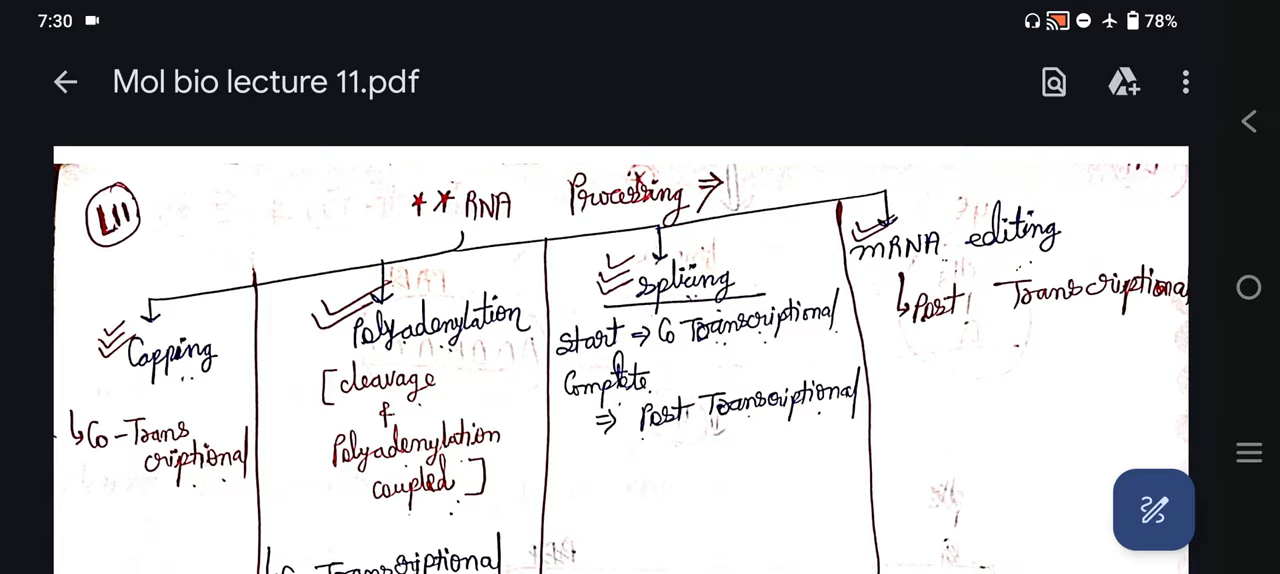 7:30
78%
Mol bio lecture 11.pdf
L11
** RNA Processing ⇒
Capping
↳ Co-Trans
criptional
Polyadenylation
[cleavage
&
Polyadenylation
coupled]
Transcriptional
Splicing
Start ⇒ Co Transcriptional
Complete
⇒ Post Transcriptional
mRNA editing
↳ Post Transcriptional